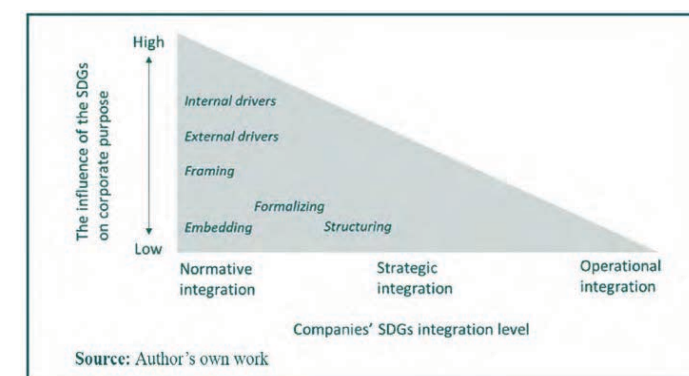 The influence of the SDGs
on corporate purpose
High
Low
Internal drivers
External drivers
Framing
Formalizing
Embedding
Structuring
Normative
integration
Strategic
integration
Operational
integration
Companies' SDGs integration level
Source: Author's own work